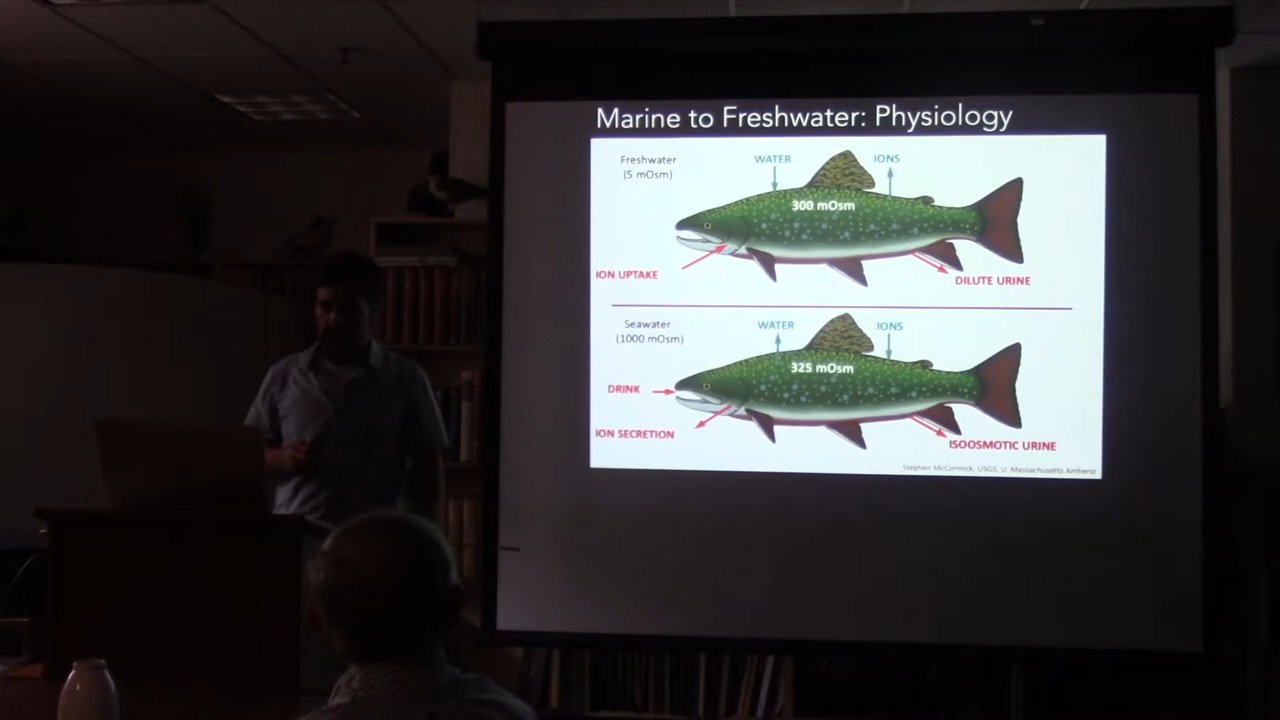 Marine to Freshwater: Physiology
Freshwater
(5 mOsm)
WATER
IONS
300 mOsm
ION UPTAKE
DILUTE URINE
Seawater
(1000 mOsm)
WATER
IONS
325 mOsm
DRINK
ION SECRETION
ISOOSMOTIC URINE
Stephen McCormick, USGS, U. Massachusetts Amherst